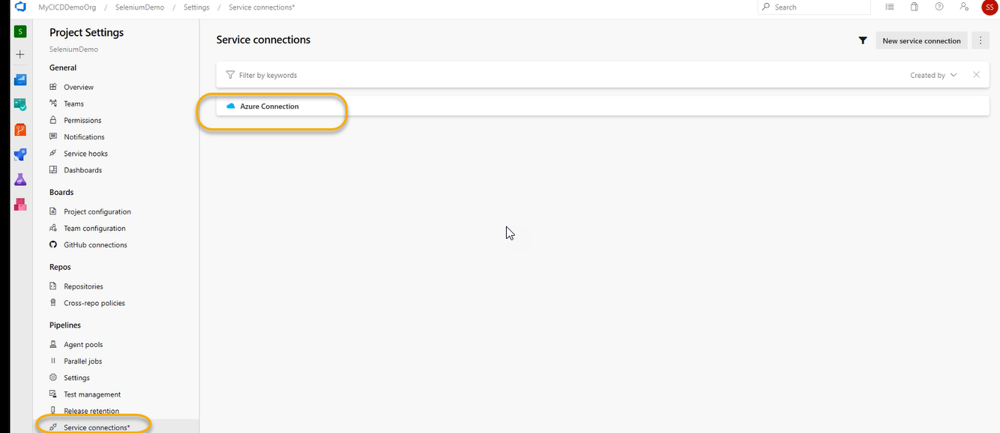 MyCICDDemoOrg / SeleniumDemo / Settings / Service connections*
Search
SS
S
Project Settings
SeleniumDemo
General
Overview
Teams
Permissions
Notifications
Service hooks
Dashboards
Boards
Project configuration
Team configuration
GitHub connections
Repos
Repositories
Cross-repo policies
Pipelines
Agent pools
Parallel jobs
Settings
Test management
Release retention
Service connections*
Service connections
New service connection
Filter by keywords
Created by
Azure Connection